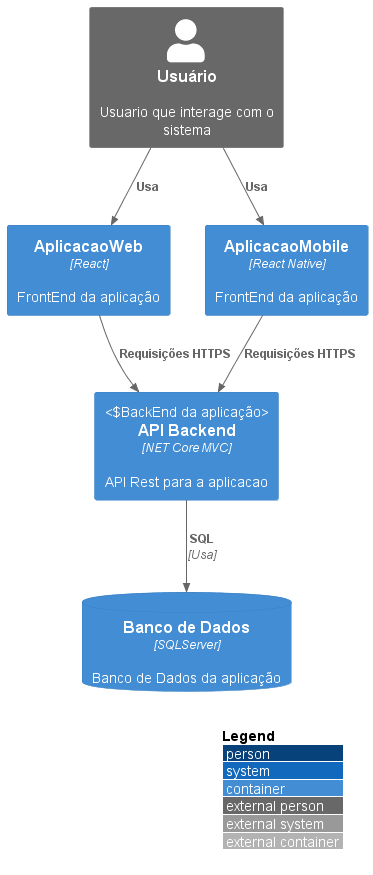 Usuário
Usuario que interage com o
sistema
Usa
Usa
AplicacaoWeb
[React]
FrontEnd da aplicação
AplicacaoMobile
[React Native]
FrontEnd da aplicação
Requisições HTTPS
Requisições HTTPS
<$BackEnd da aplicação>
API Backend
[NET Core MVC]
API Rest para a aplicacao
SQL
[Usa]
Banco de Dados
[SQLServer]
Banco de Dados da aplicação
Legend
person
system
container
external person
external system
external container